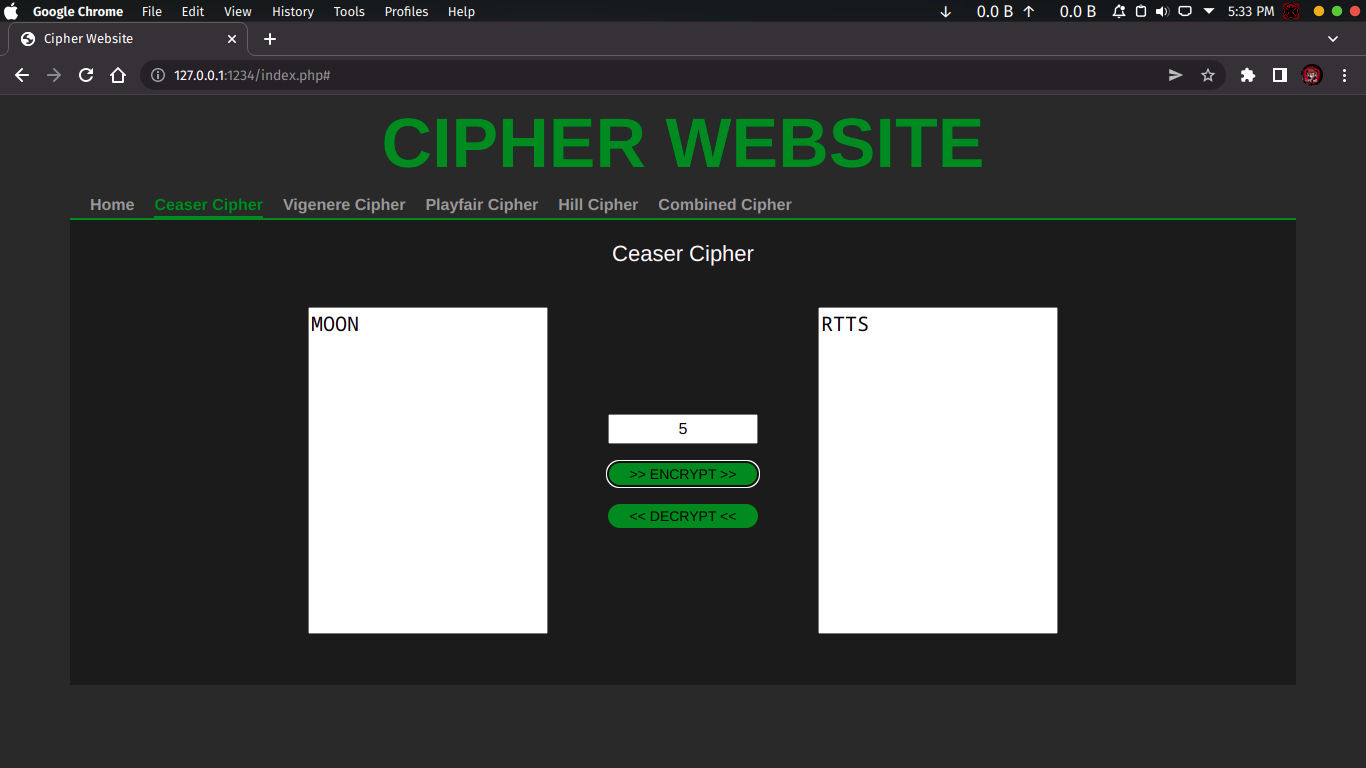 Google Chrome File Edit View History Tools Profiles Help 0.0 B 0.0 B 5:33 PM
Cipher Website
127.0.0.1:1234/index.php#
CIPHER WEBSITE
Home Ceaser Cipher Vigenere Cipher Playfair Cipher Hill Cipher Combined Cipher
Ceaser Cipher
MOON RTTS
5
>> ENCRYPT >>
<< DECRYPT <<